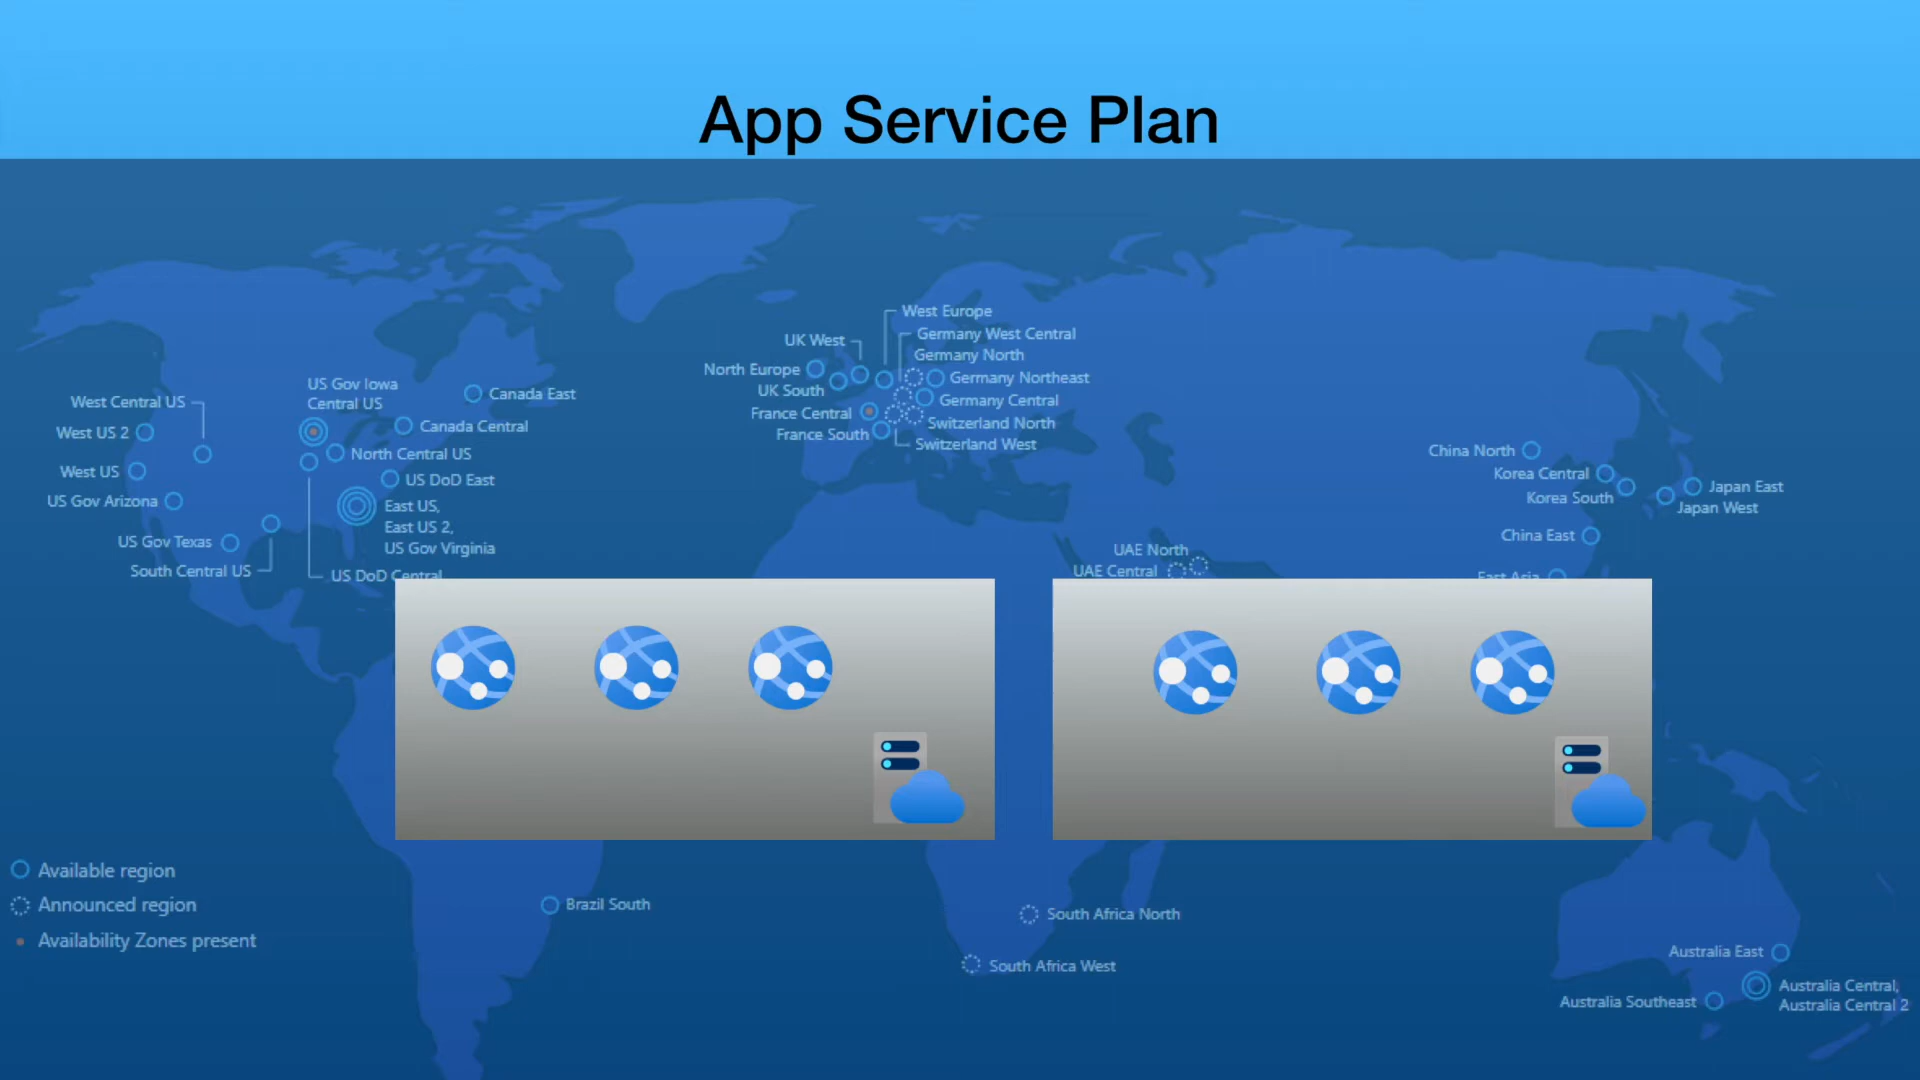 App Service Plan
West Europe
Germany West Central
UK West
Germany North
North Europe
Germany Northeast
UK South
Germany Central
France Central
Switzerland North
France South
Switzerland West
US Gov Iowa
Central US
Canada East
West Central US
Canada Central
West US 2
North Central US
West US
US DoD East
US Gov Arizona
East US,
East US 2,
US Gov Virginia
US Gov Texas
South Central US
US DoD Central
China North
Korea Central
Korea South
Japan East
Japan West
China East
UAE North
UAE Central
East Asia
Available region
Announced region
Availability Zones present
Brazil South
South Africa North
South Africa West
Australia East
Australia Central,
Australia Central 2
Australia Southeast